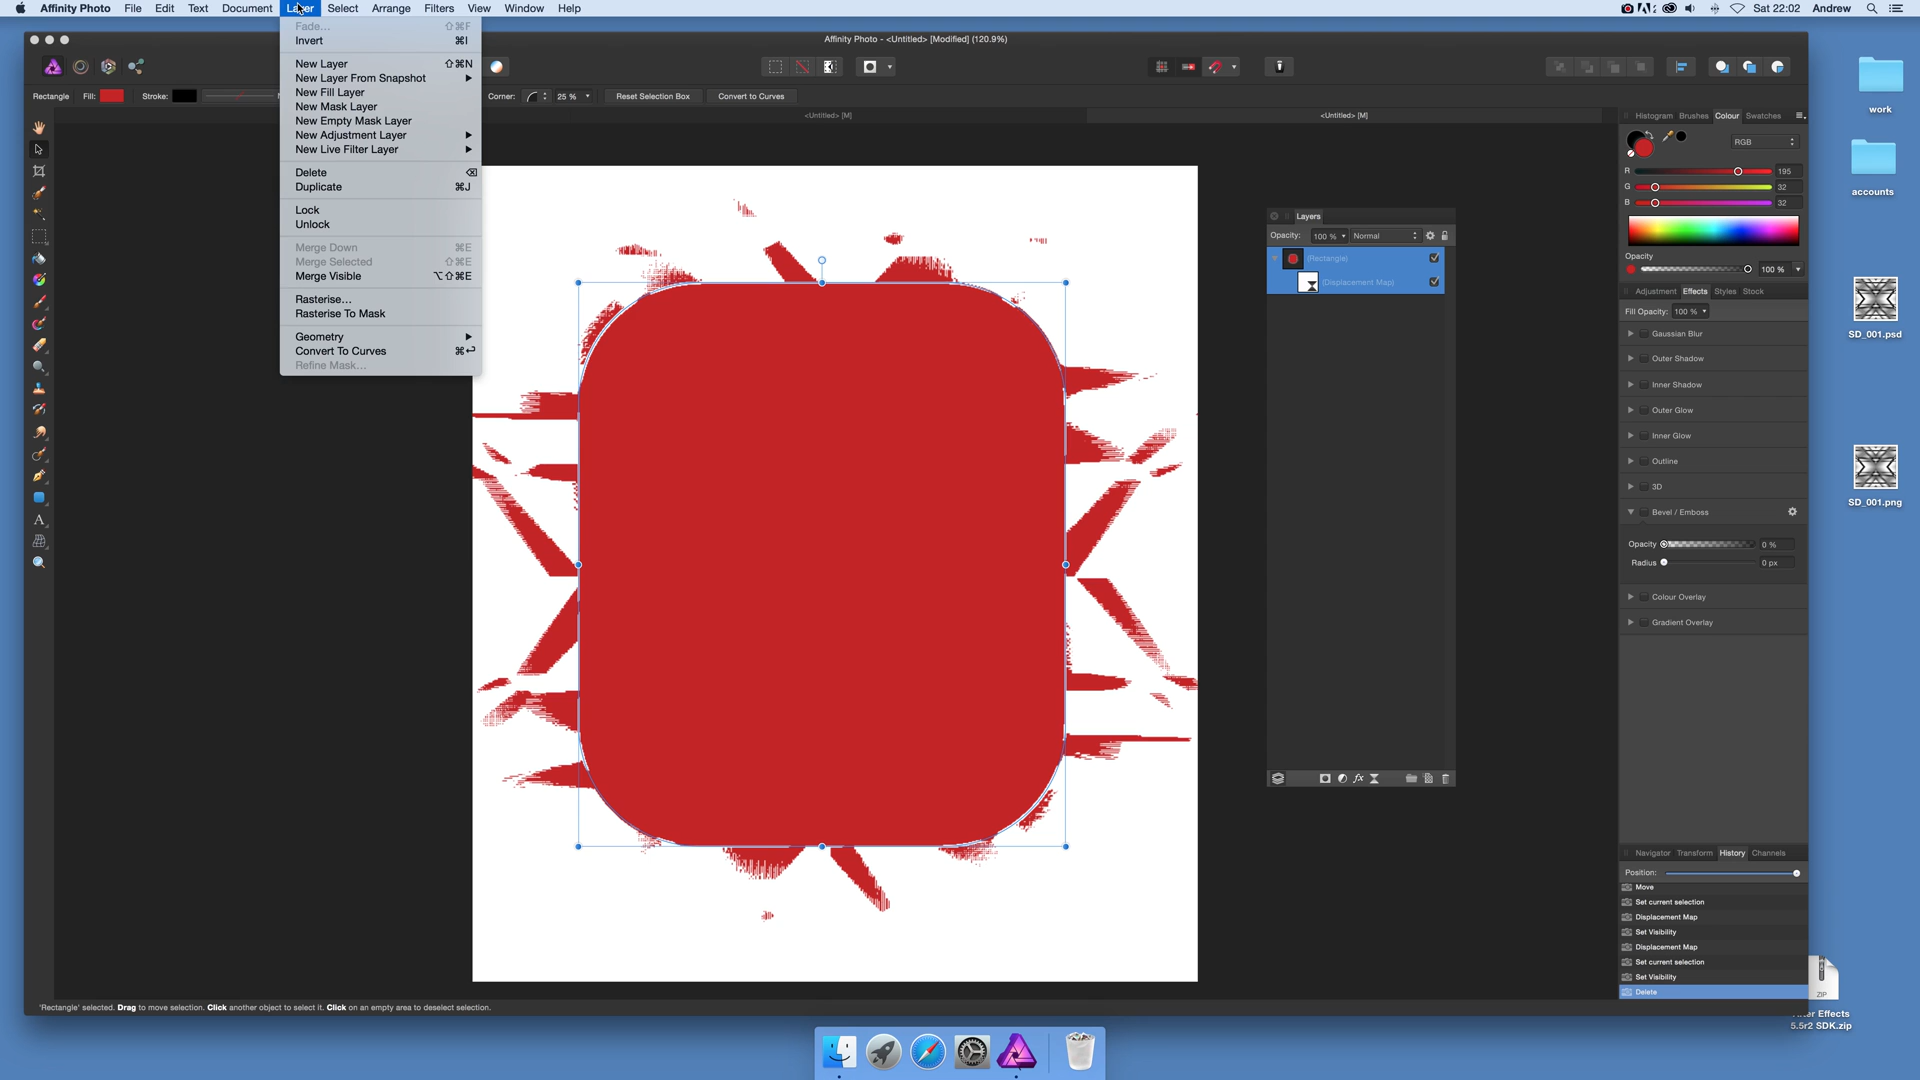 Affinity Photo File Edit Text Document Layer Select Arrange Filters View Window Help Sat 22:02 Andrew
Affinity Photo - <Untitled> [Modified] (120.9%)
Rectangle Fill: Stroke: Corner: 25 % Reset Selection Box Convert to Curves
<Untitled> [M] <Untitled> [M]
Fade... ⇧⌘F
Invert ⌘I
New Layer ⇧⌘N
New Layer From Snapshot
New Fill Layer
New Mask Layer
New Empty Mask Layer
New Adjustment Layer
New Live Filter Layer
Delete ⌫
Duplicate ⌘J
Lock
Unlock
Merge Down ⌘E
Merge Selected ⇧⌘E
Merge Visible ⌥⇧⌘E
Rasterise...
Rasterise To Mask
Geometry
Convert To Curves ⌘↩
Refine Mask...
Layers
Opacity: 100 % Normal
(Rectangle)
(Displacement Map)
Histogram Brushes Colour Swatches
RGB
R 195
G 32
B 32
Opacity
100 %
Adjustment Effects Styles Stock
Fill Opacity: 100 %
Gaussian Blur
Outer Shadow
Inner Shadow
Outer Glow
Inner Glow
Outline
3D
Bevel / Emboss
Opacity 0 %
Radius 0 px
Colour Overlay
Gradient Overlay
Navigator Transform History Channels
Position:
Move
Set current selection
Displacement Map
Set Visibility
Displacement Map
Set current selection
Set Visibility
Delete
work
accounts
SD_001.psd
SD_001.png
ZIP
After Effects
5.5r2 SDK.zip
'Rectangle' selected. Drag to move selection. Click another object to select it. Click on an empty area to deselect selection.